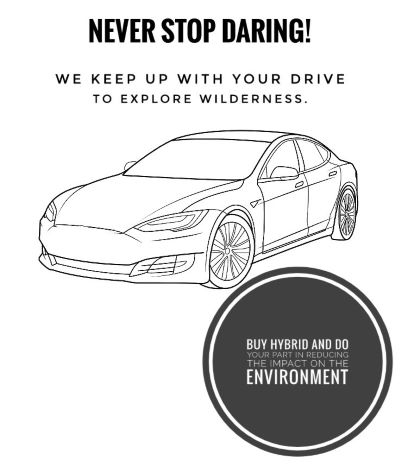 NEVER STOP DARING!
WE KEEP UP WITH YOUR DRIVE
TO EXPLORE WILDERNESS.
BUY HYBRID AND DO
YOUR PART IN REDUCING
THE IMPACT ON THE
ENVIRONMENT